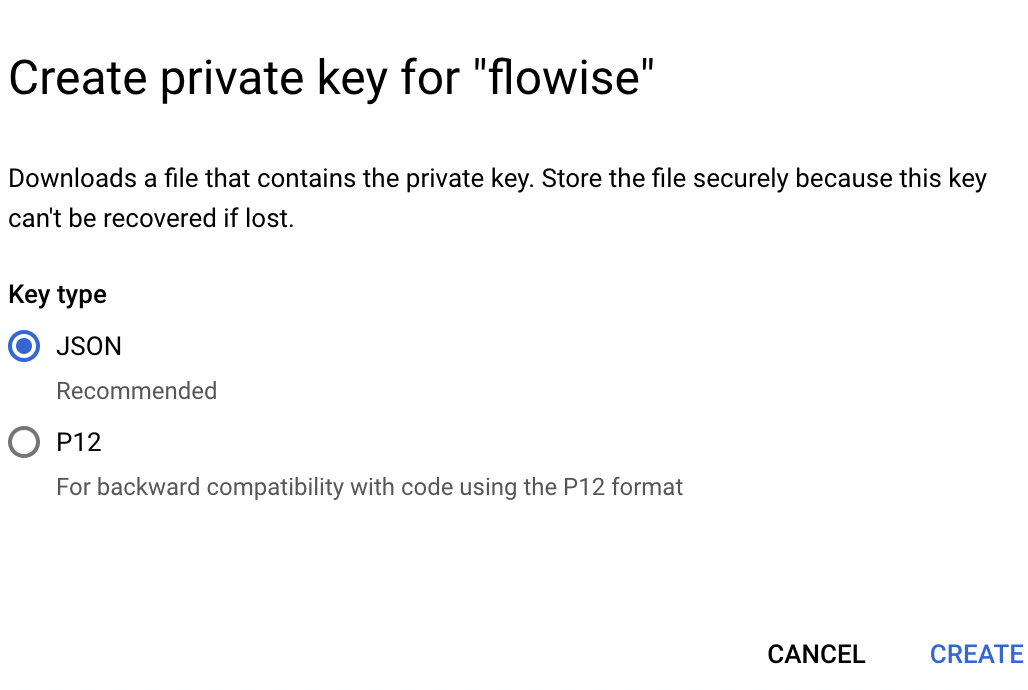 Create private key for "flowise"
Downloads a file that contains the private key. Store the file securely because this key
can't be recovered if lost.
Key type
JSON
Recommended
P12
For backward compatibility with code using the P12 format
CANCEL CREATE